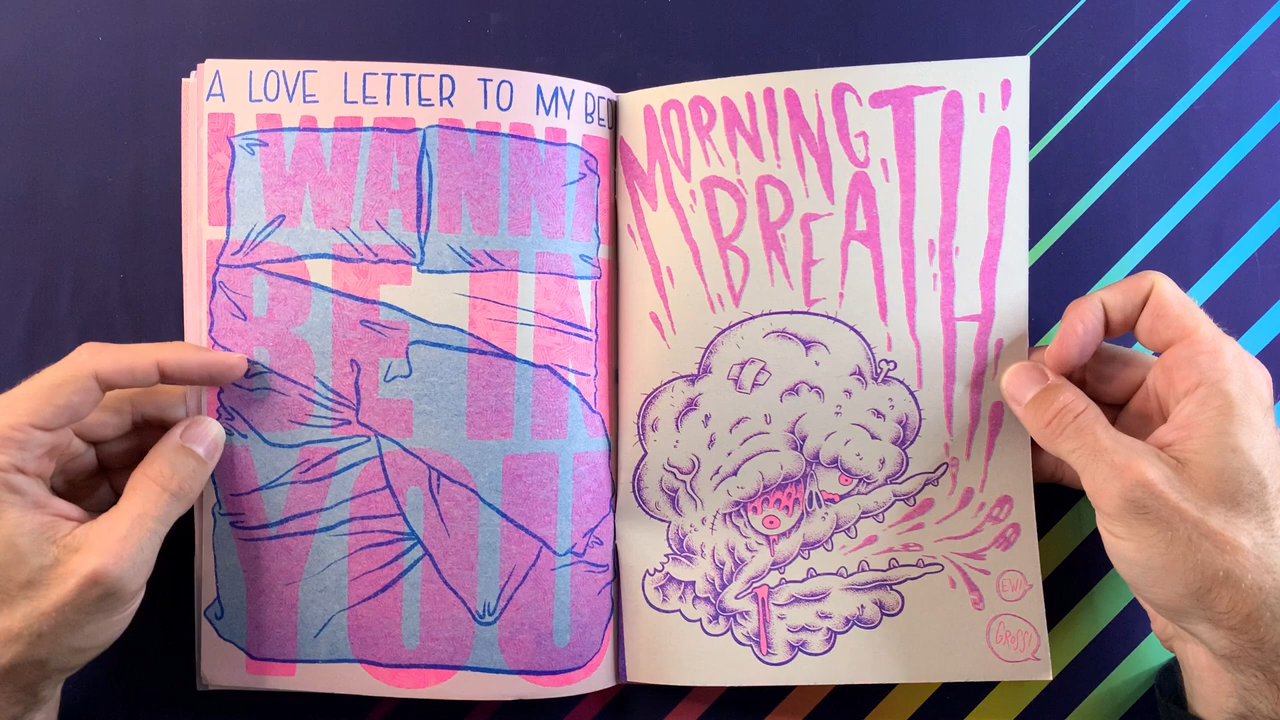 A LOVE LETTER TO MY BED
I WANNA
BE IN
YOU
MORNING
BREATH
EW!
GROSS!